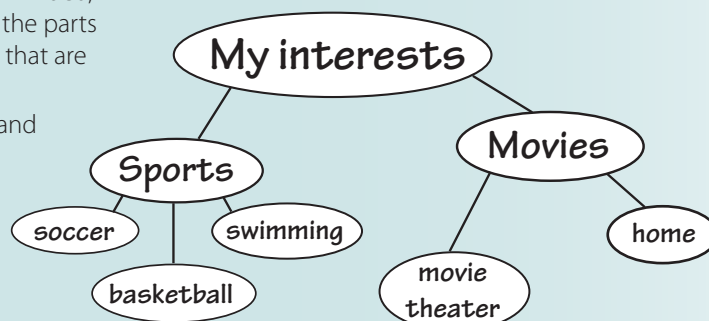 the parts
that are
and
My interests
Sports
Movies
soccer
swimming
home
basketball
movie
theater